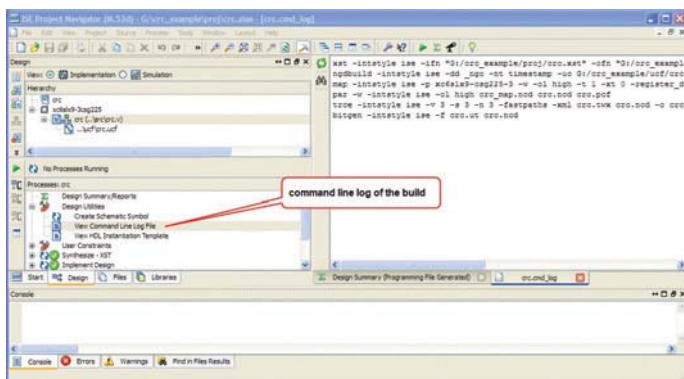 ISE Project Navigator (M.53d) - G:\crc_example\proj\crc.xise - [crc.cmd_log]
File Edit View Project Source Process Tools Window Layout Help
Design
View: Implementation Simulation
Hierarchy
crc
xc6slx9-3csg225
crc (..\src\crc.v)
..\ucf\crc.ucf
No Processes Running
Processes: crc
Design Summary/Reports
Design Utilities
Create Schematic Symbol
View Command Line Log File
View HDL Instantiation Template
User Constraints
Synthesize - XST
Implement Design
Start Design Files Libraries
xst -intstyle ise -ifn "G:/crc_example/proj/crc.xst" -ofn "G:/crc_exampl
ngdbuild -intstyle ise -dd _ngo -nt timestamp -uc G:/crc_example/ucf/crc
map -intstyle ise -p xc6slx9-csg225-3 -w -ol high -t 1 -xt 0 -register_d
par -w -intstyle ise -ol high crc_map.ncd crc.ncd crc.pcf
trce -intstyle ise -v 3 -s 3 -n 3 -fastpaths -xml crc.twx crc.ncd -o crc
bitgen -intstyle ise -f crc.ut crc.ncd
command line log of the build
Design Summary (Programming File Generated) crc.cmd_log
Console
Console Errors Warnings Find in Files Results